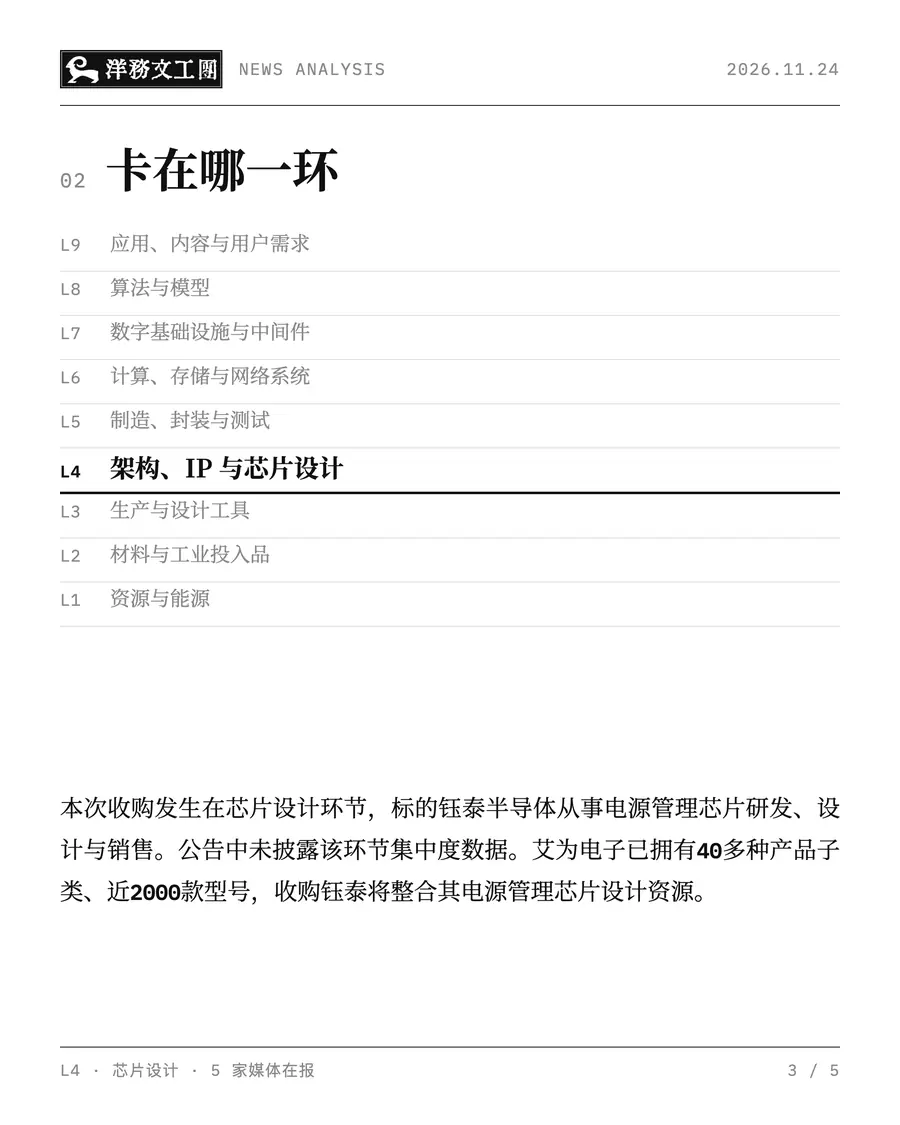 洋務文工團 NEWS ANALYSIS 2026.11.24
02 卡在哪一环
L9 应用、内容与用户需求
L8 算法与模型
L7 数字基础设施与中间件
L6 计算、存储与网络系统
L5 制造、封装与测试
L4 架构、IP 与芯片设计
L3 生产与设计工具
L2 材料与工业投入品
L1 资源与能源
本次收购发生在芯片设计环节，标的钰泰半导体从事电源管理芯片研发、设
计与销售。公告中未披露该环节集中度数据。艾为电子已拥有40多种产品子
类、近2000款型号，收购钰泰将整合其电源管理芯片设计资源。
L4 · 芯片设计 · 5 家媒体在报 3 / 5